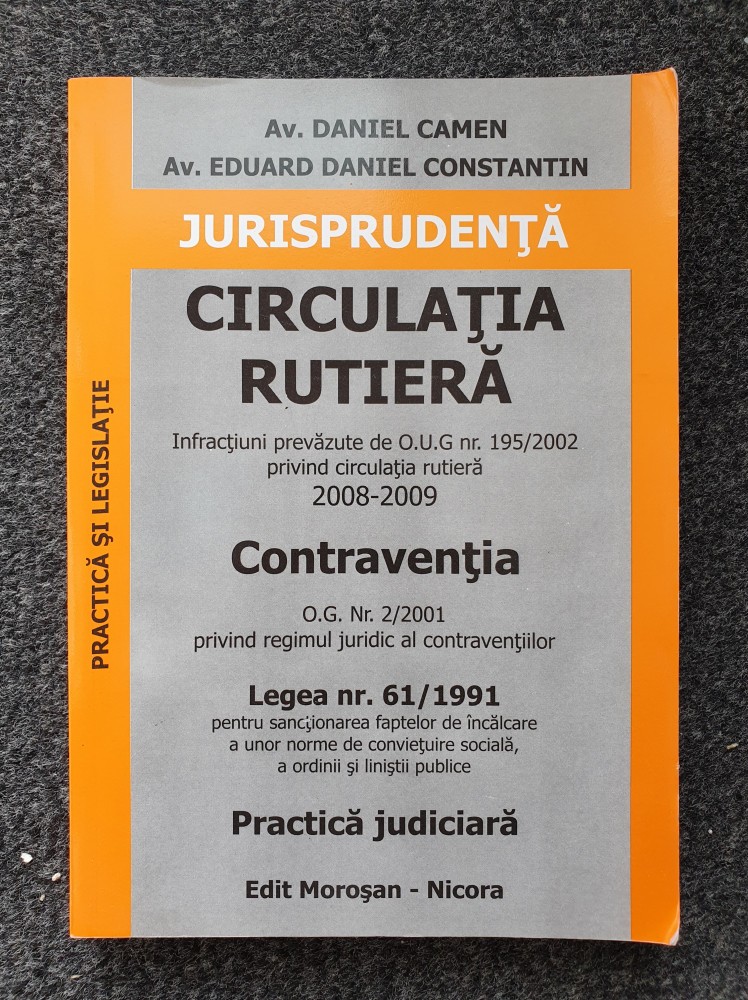 Av. DANIEL CAMEN
Av. EDUARD DANIEL CONSTANTIN
JURISPRUDENŢĂ
CIRCULAŢIA
RUTIERĂ
Infracţiuni prevăzute de O.U.G nr. 195/2002
privind circulaţia rutieră
2008-2009
Contravenţia
O.G. Nr. 2/2001
privind regimul juridic al contravenţiilor
Legea nr. 61/1991
pentru sancţionarea faptelor de încălcare
a unor norme de convieţuire socială,
a ordinii şi liniştii publice
Practică judiciară
Edit Moroşan - Nicora
PRACTICĂ ŞI LEGISLAŢIE